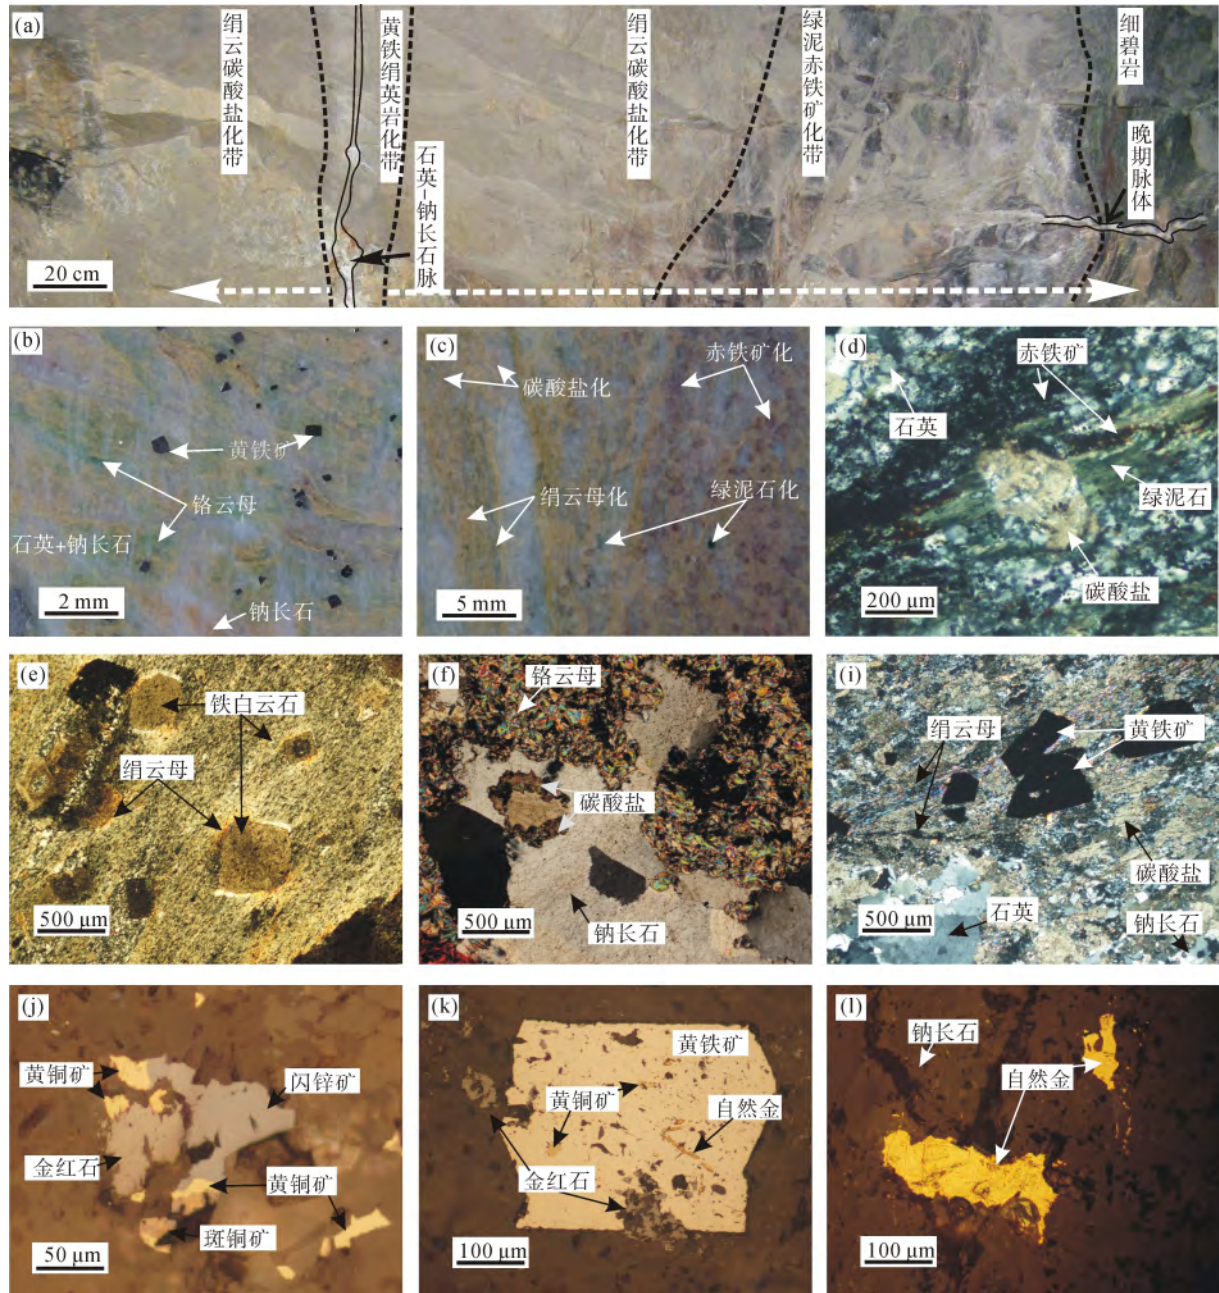 (a)
绢云碳酸盐化带
黄铁绢英岩化带
石英-钠长石脉
绢云碳酸盐化带
绿泥赤铁矿化带
细碧岩
晚期脉体
20 cm
(b)
黄铁矿
铬云母
石英+钠长石
钠长石
2 mm
(c)
赤铁矿化
碳酸盐化
绢云母化
绿泥石化
5 mm
(d)
赤铁矿
石英
绿泥石
碳酸盐
200 μm
(e)
铁白云石
绢云母
500 μm
(f)
铬云母
碳酸盐
钠长石
500 μm
(i)
绢云母
黄铁矿
碳酸盐
石英
钠长石
500 μm
(j)
黄铜矿
闪锌矿
金红石
黄铜矿
斑铜矿
50 μm
(k)
黄铁矿
黄铜矿
自然金
金红石
100 μm
(l)
钠长石
自然金
100 μm